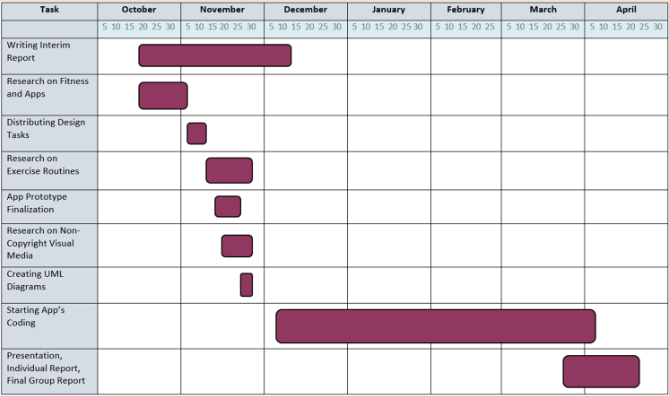 Task October November December January February March April
5 10 15 20 25 30 5 10 15 20 25 30 5 10 15 20 25 30 5 10 15 20 25 30 5 10 15 20 25 5 10 15 20 25 30 5 10 15 20 25 30
Writing Interim
Report
Research on Fitness
and Apps
Distributing Design
Tasks
Research on
Exercise Routines
App Prototype
Finalization
Research on Non-
Copyright Visual
Media
Creating UML
Diagrams
Starting App's
Coding
Presentation,
Individual Report,
Final Group Report